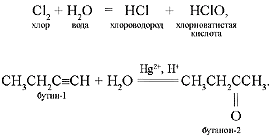 Cl₂ + H₂O = HCl + HClO,
хлор вода хлороводород хлорноватистая
кислота
Hg²⁺, H⁺
CH₃CH₂C≡CH + H₂O ⟶ CH₃CH₂CCH₃.
бутин-1
O
бутанон-2